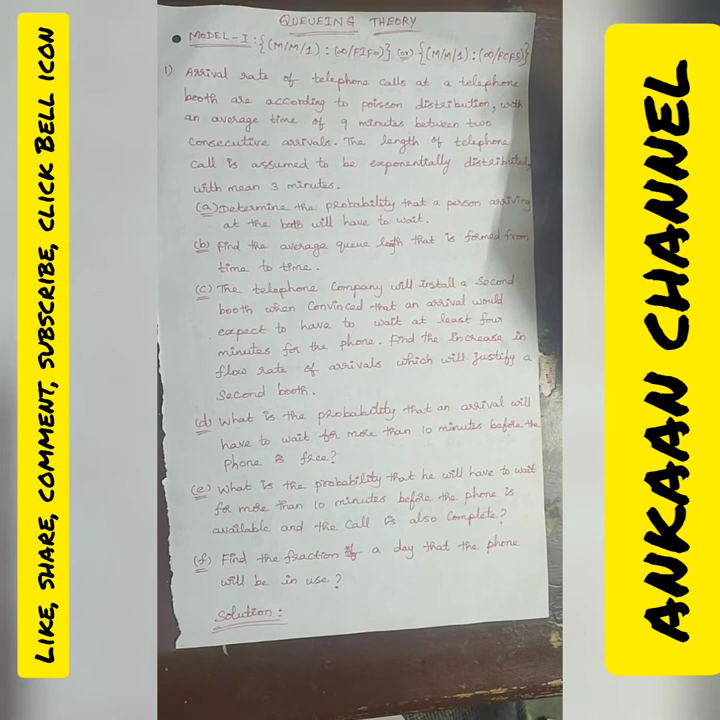 LIKE, SHARE, COMMENT, SUBSCRIBE, CLICK BELL ICON
QUEUEING THEORY
MODEL-I: {(M/M/1) : (∞/FIFO)} (or) {(M/M/1) : (∞/FCFS)}
1) Arrival rate of telephone calls at a telephone
booth are according to poisson distribution, with
an average time of 9 minutes between two
consecutive arrivals. The length of telephone
call is assumed to be exponentially distributed,
with mean 3 minutes.
(a) Determine the probability that a person arriving
at the both will have to wait.
(b) Find the average queue that is formed from
time to time.
(c) The telephone Company will install a Second
booth when Convinced that an arrival would
expect to have to wait at least four
minutes for the phone. Find the increase in
flow rate of arrivals which will justify a
Second booth.
(d) What is the probability that an arrival will
have to wait for more than 10 minutes before the
Phone is free?
(e) What is the probability that he will have to wait
for more than 10 minutes before the phone is
available and the Call is also Complete?
(f) Find the fraction of a day that the phone
will be in use?
Solution:
ANKAAN CHANNEL